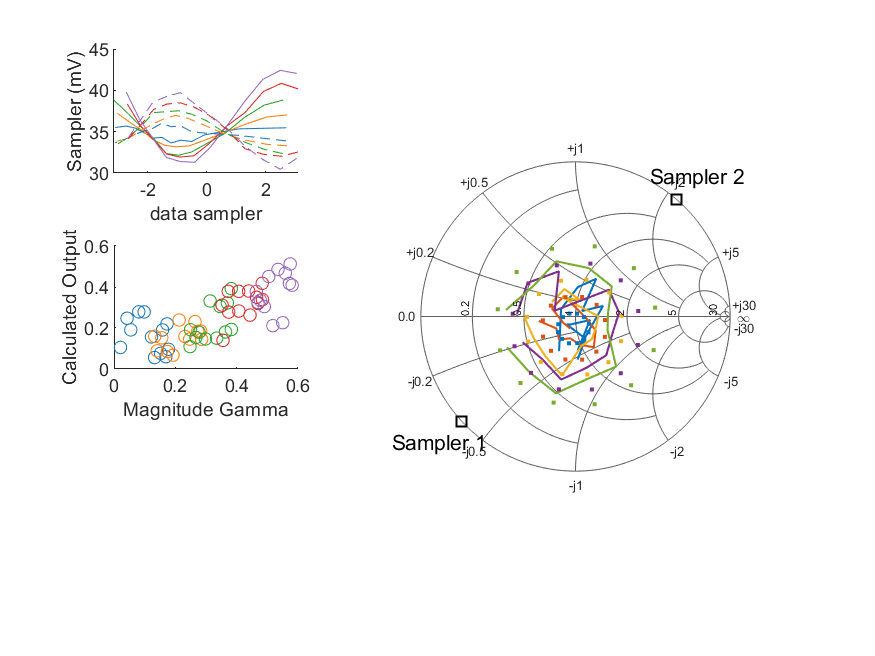 45
40
35
30
Sampler (mV)
-2
0
2
data sampler
0.6
0.4
0.2
0
Calculated Output
0
0.2
0.4
0.6
Magnitude Gamma
+j1
Sampler 2
+j2
+j0.5
+j5
+j0.2
+j30
0.0
0.2
0.5
1
2
5
30
∞
-j30
-j0.2
-j5
Sampler 1
-j0.5
-j2
-j1